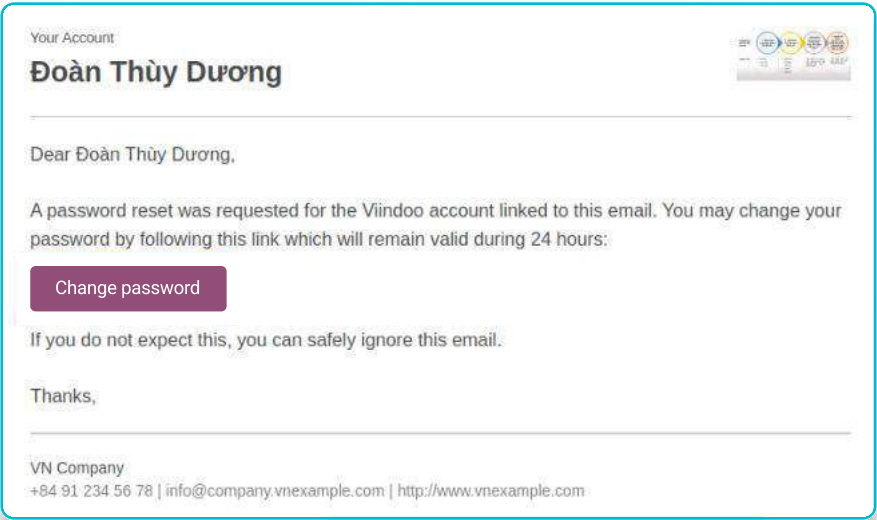 Your Account
Đoàn Thùy Dương
Dear Đoàn Thùy Dương,
A password reset was requested for the Viindoo account linked to this email. You may change your
password by following this link which will remain valid during 24 hours:
Change password
If you do not expect this, you can safely ignore this email.
Thanks,
VN Company
+84 91 234 56 78 | info@company.vnexample.com | http://www.vnexample.com